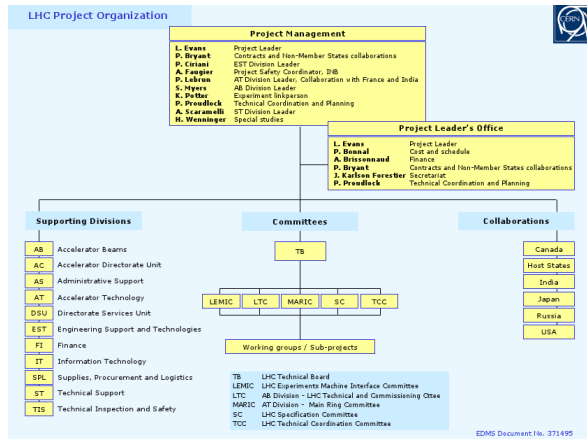 LHC Project Organization
CERN
Project Management
L. Evans Project Leader
P. Bryant Contracts and Non-Member States collaborations
P. Ciriani EST Division Leader
A. Faugier Project Safety Coordinator, INB
P. Lebrun AT Division Leader, Collaboration with France and India
S. Myers AB Division Leader
K. Potter Experiment linkperson
P. Proudlock Technical Coordination and Planning
A. Scaramelli ST Division Leader
H. Wenninger Special studies
Project Leader's Office
L. Evans Project Leader
P. Bonnal Cost and schedule
A. Brissonnaud Finance
P. Bryant Contracts and Non-Member States collaborations
J. Karlson Forestier Secretariat
P. Proudlock Technical Coordination and Planning
Supporting Divisions
AB Accelerator Beams
AC Accelerator Directorate Unit
AS Administrative Support
AT Accelerator Technology
DSU Directorate Services Unit
EST Engineering Support and Technologies
FI Finance
IT Information Technology
SPL Supplies, Procurement and Logistics
ST Technical Support
TIS Technical Inspection and Safety
Committees
TB
LEMIC LTC MARIC SC TCC
Working groups / Sub-projects
TB LHC Technical Board
LEMIC LHC Experiments Machine Interface Committee
LTC AB Division - LHC Technical and Commissioning Cttee
MARIC AT Division - Main Ring Committee
SC LHC Specification Committee
TCC LHC Technical Coordination Committee
Collaborations
Canada
Host States
India
Japan
Russia
USA
EDMS Document No. 371495